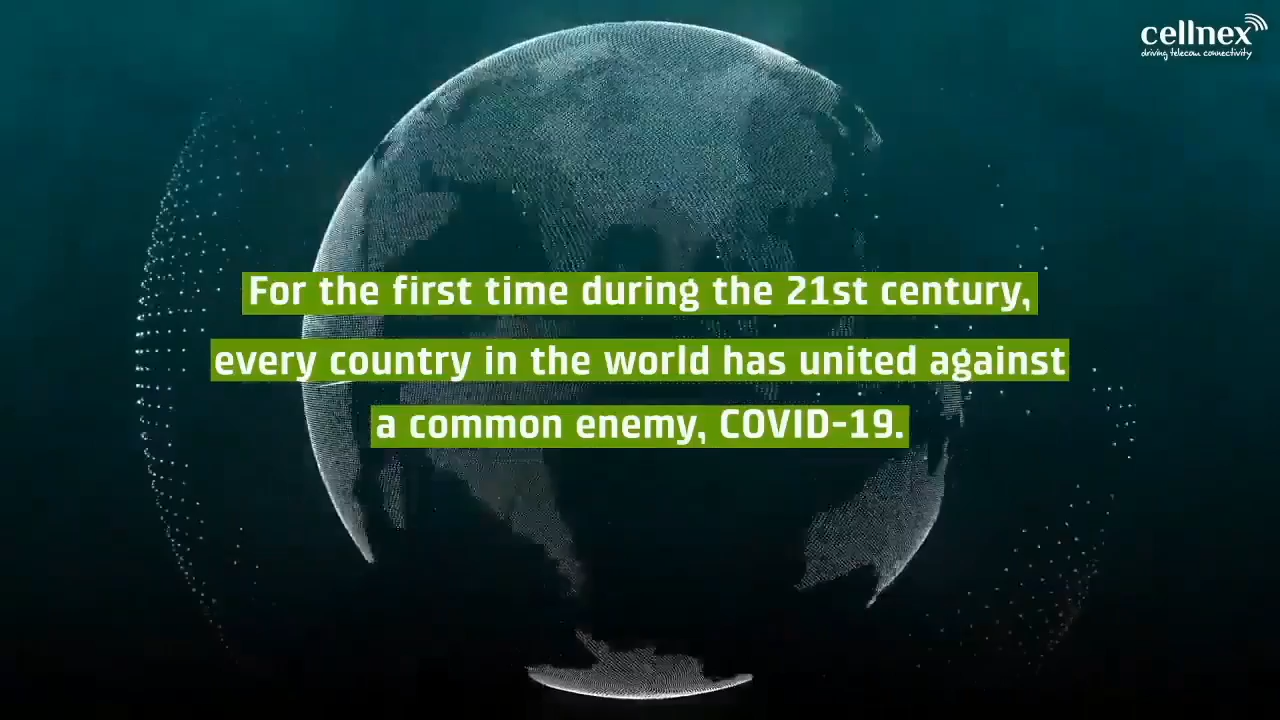 cellnex
driving telecom connectivity
For the first time during the 21st century,
every country in the world has united against
a common enemy, COVID-19.